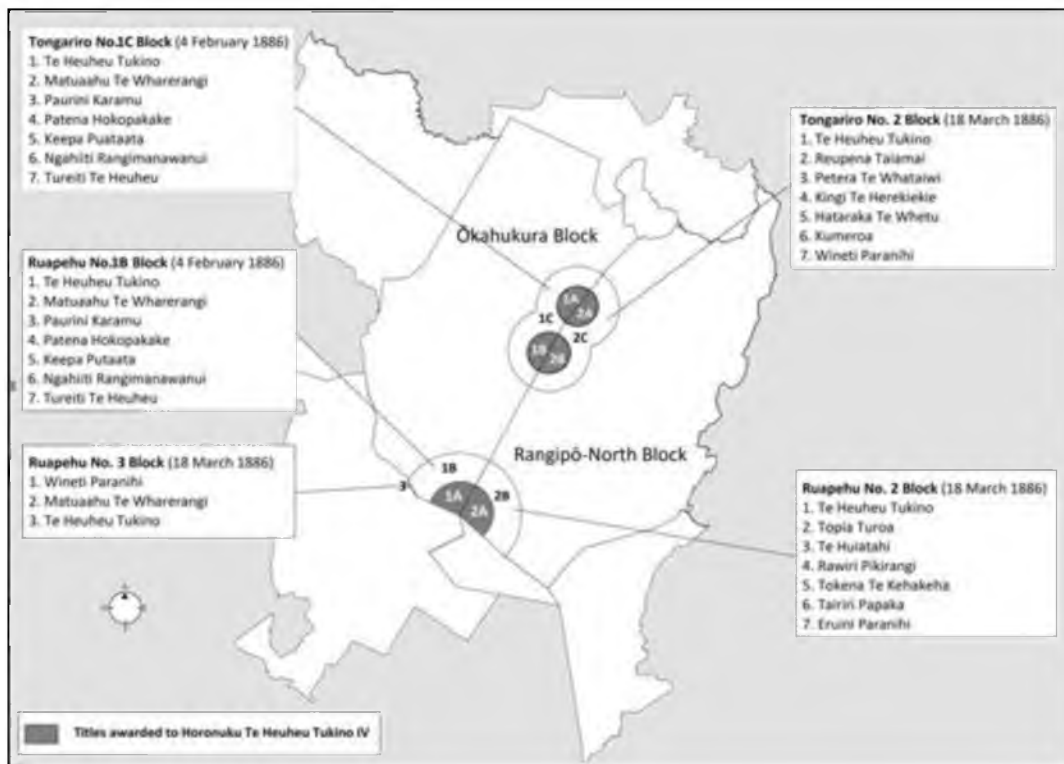 Tongariro No.1C Block (4 February 1886)
1. Te Heuheu Tukino
2. Matuaahu Te Wharerangi
3. Paurini Karamu
4. Patena Hokopakake
5. Keepa Puataata
6. Ngahiiti Rangimanawanui
7. Tureiti Te Heuheu
Tongariro No. 2 Block (18 March 1886)
1. Te Heuheu Tukino
2. Reupena Taiamai
3. Petera Te Whataiwi
4. Kingi Te Herekiekie
5. Hataraka Te Whetu
6. Kumeroa
7. Wineti Paranihi
Ruapehu No.1B Block (4 February 1886)
1. Te Heuheu Tukino
2. Matuaahu Te Wharerangi
3. Paurini Karamu
4. Patena Hokopakake
5. Keepa Putaata
6. Ngahiiti Rangimanawanui
7. Tureiti Te Heuheu
Ōkahukura Block
1A
2A
1C
2C
1B
2B
Rangipō-North Block
Ruapehu No. 3 Block (18 March 1886)
1. Wineti Paranihi
2. Matuaahu Te Wharerangi
3. Te Heuheu Tukino
1B
3
1A
2B
2A
Ruapehu No. 2 Block (18 March 1886)
1. Te Heuheu Tukino
2. Topia Turoa
3. Te Huiatahi
4. Rawiri Pikirangi
5. Tokena Te Kehakeha
6. Tairiri Papaka
7. Eruini Paranihi
Titles awarded to Horonuku Te Heuheu Tukino IV